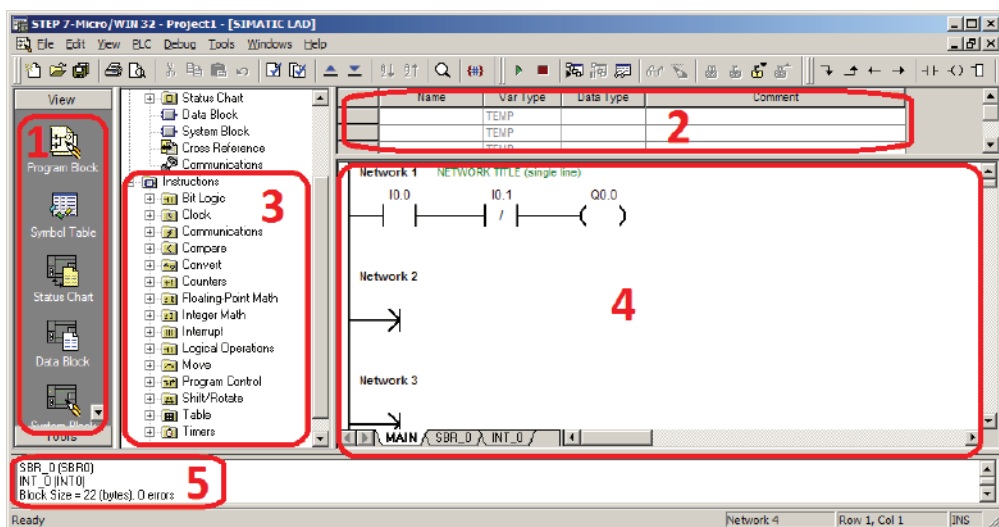 STEP 7-Micro/WIN 32 - Project1 - [SIMATIC LAD]
File Edit View PLC Debug Tools Windows Help
View
1
Program Block
Symbol Table
Status Chart
Data Block
System Block
Tools
Status Chart
Data Block
System Block
Cross Reference
Communications
Instructions
3
Bit Logic
Clock
Communications
Compare
Convert
Counters
Floating-Point Math
Integer Math
Interrupt
Logical Operations
Move
Program Control
Shift/Rotate
Table
Timers
Name Var Type Data Type Comment
TEMP
TEMP
TEMP
2
Network 1 NETWORK TITLE (single line)
I0.0 I0.1 Q0.0
Network 2
4
Network 3
MAIN SBR_0 INT_0
SBR_0 (SBR0)
INT_0 (INT0)
Block Size = 22 (bytes), 0 errors
5
Ready Network 4 Row 1, Col 1 INS